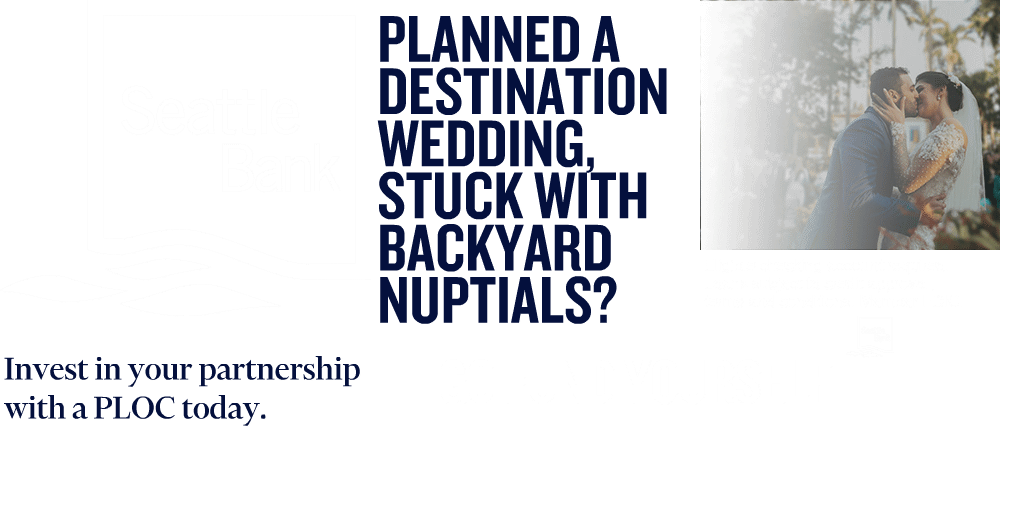 PLANNED A
DESTINATION
WEDDING,
STUCK WITH
BACKYARD
NUPTIALS?
Invest in your partnership
with a PLOC today.